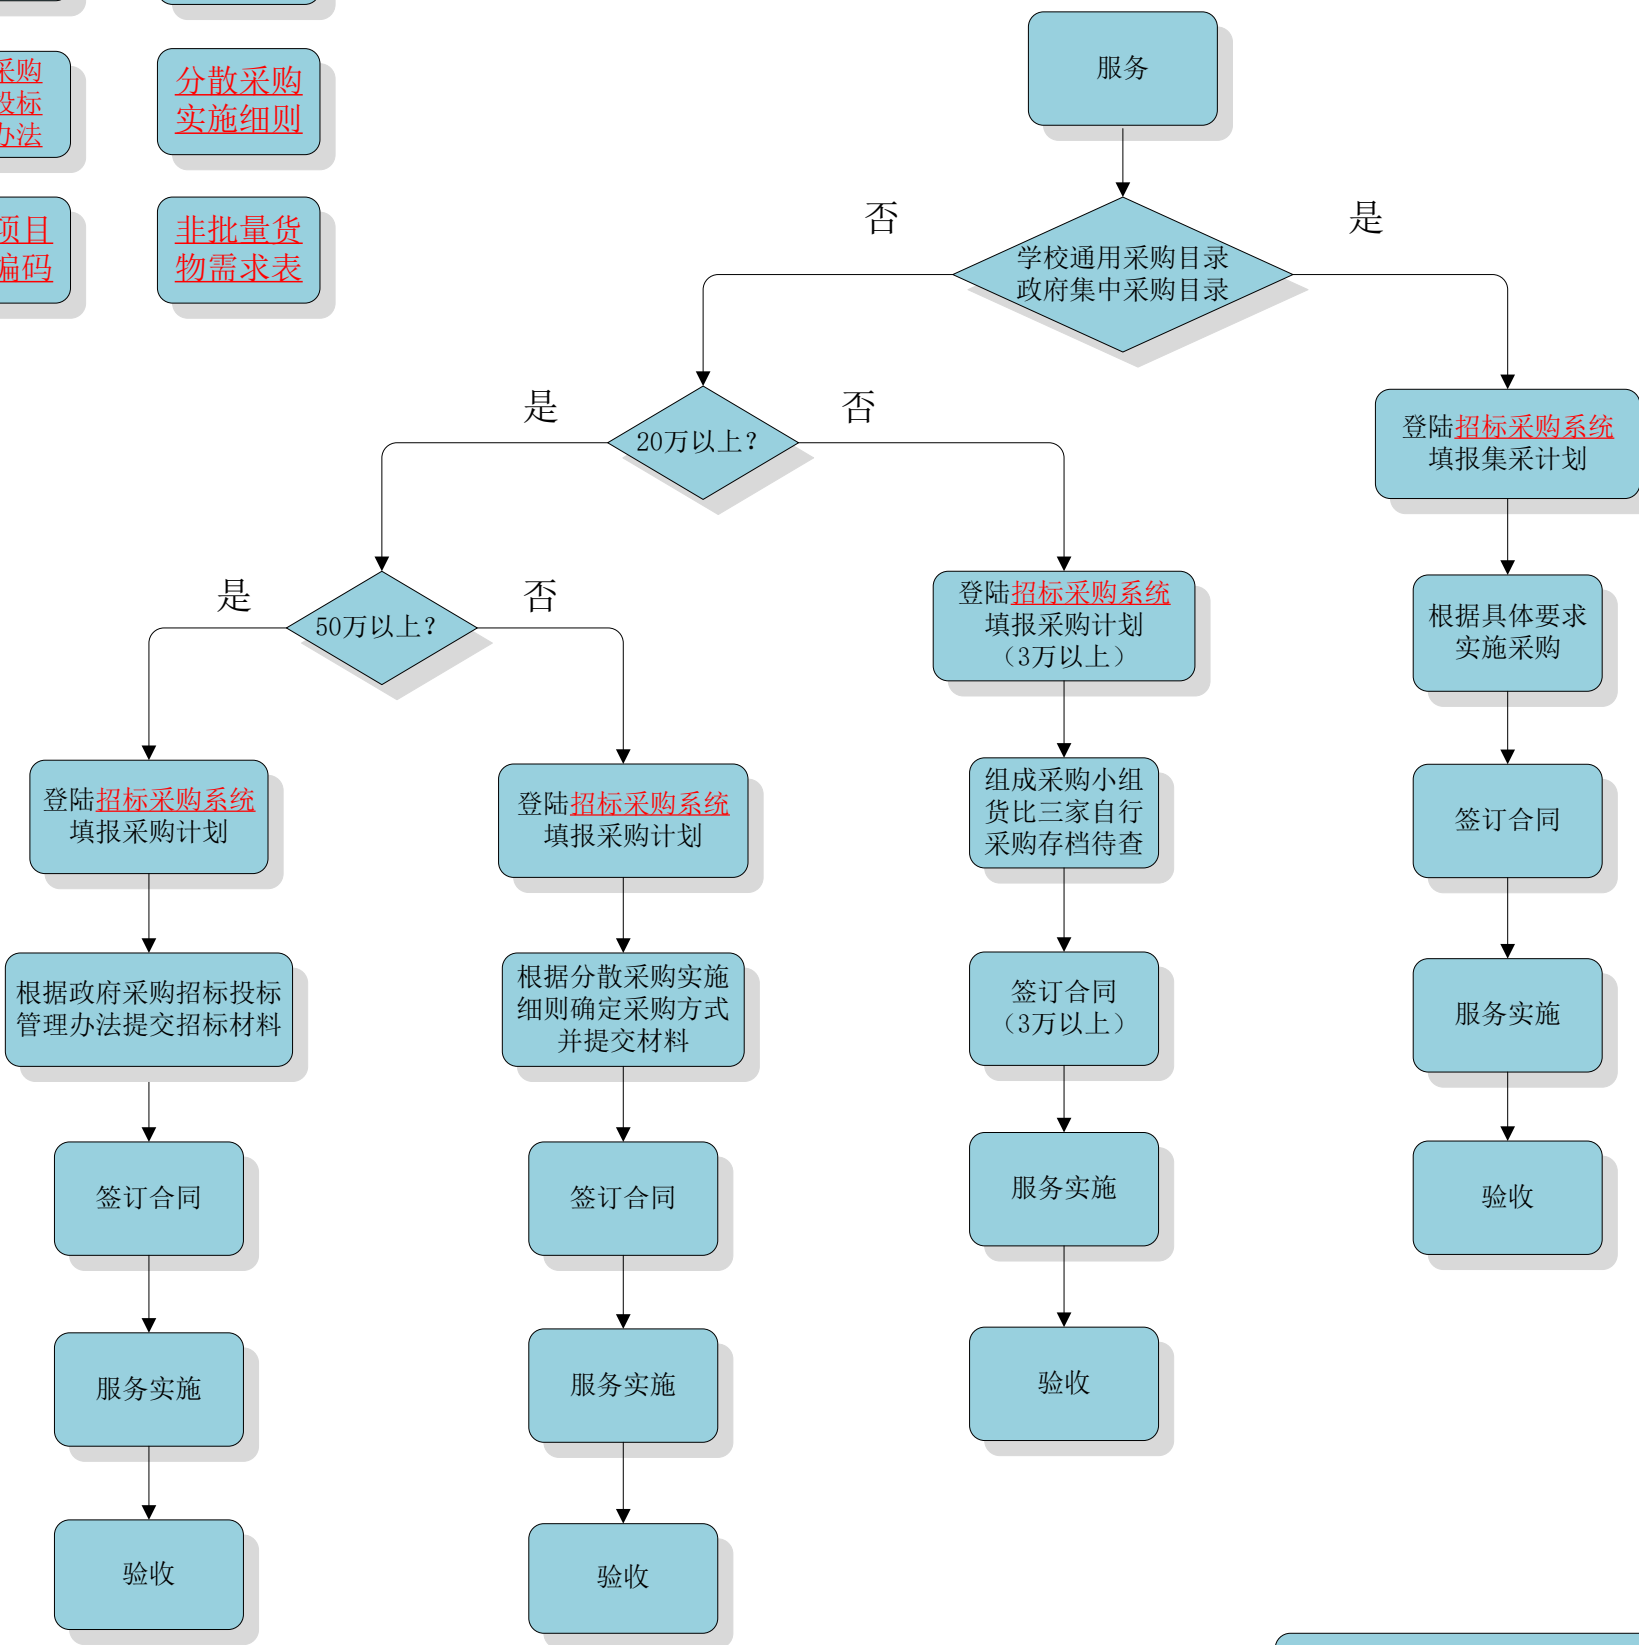 采购
投标
办法
分散采购
实施细则
项目
编码
非批量货
物需求表
服务
学校通用采购目录
政府集中采购目录
否
是
20万以上?
是
否
登陆招标采购系统
填报集采计划
50万以上?
是
否
登陆招标采购系统
填报采购计划
(3万以上)
根据具体要求
实施采购
登陆招标采购系统
填报采购计划
登陆招标采购系统
填报采购计划
组成采购小组
货比三家自行
采购存档待查
签订合同
根据政府采购招标投标
管理办法提交招标材料
根据分散采购实施
细则确定采购方式
并提交材料
签订合同
(3万以上)
服务实施
签订合同
签订合同
服务实施
验收
服务实施
服务实施
验收
验收
验收